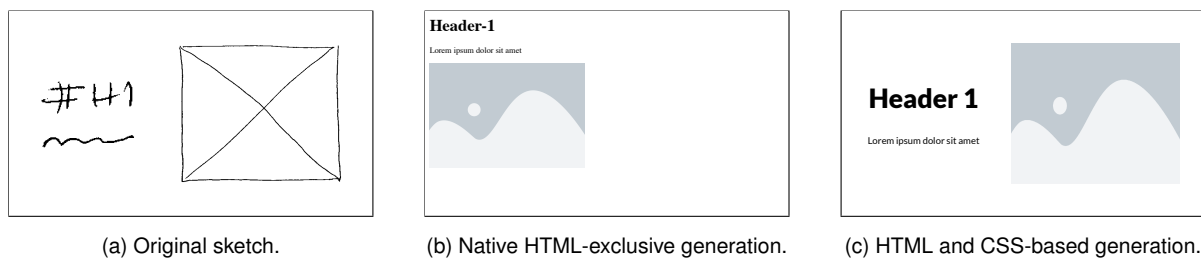 #H1
(a) Original sketch.
Header-1
Lorem ipsum dolor sit amet
(b) Native HTML-exclusive generation.
Header 1
Lorem ipsum dolor sit amet
(c) HTML and CSS-based generation.